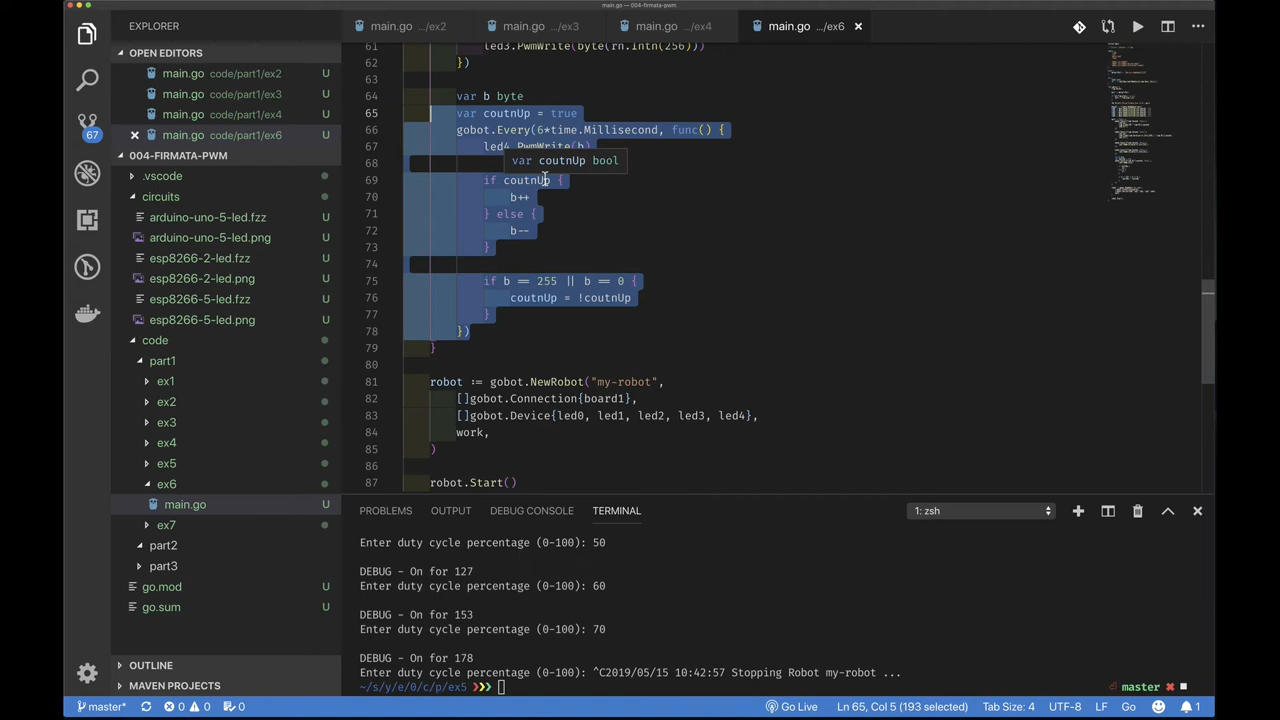 main.go — 004-firmata-pwm
EXPLORER
OPEN EDITORS
main.go code/part1/ex2 U
main.go code/part1/ex3 U
main.go code/part1/ex4 U
main.go code/part1/ex6 U
67
004-FIRMATA-PWM
.vscode
circuits
arduino-uno-5-led.fzz U
arduino-uno-5-led.png U
esp8266-2-led.fzz U
esp8266-2-led.png U
esp8266-5-led.fzz U
esp8266-5-led.png U
code
part1
ex1
ex2
ex3
ex4
ex5
ex6
main.go U
ex7
part2
part3
go.mod U
go.sum U
OUTLINE
MAVEN PROJECTS
main.go .../ex2
main.go .../ex3
main.go .../ex4
main.go .../ex6
61 led3.PwmWrite(byte(rn.Intn(256)))
62 })
63
64 var b byte
65 var coutnUp = true
66 gobot.Every(6*time.Millisecond, func() {
67 led4.PwmWrite(b)
68 var coutnUp bool
69 if coutnUp {
70 b++
71 } else {
72 b--
73 }
74
75 if b == 255 || b == 0 {
76 coutnUp = !coutnUp
77 }
78 })
79 }
80
81 robot := gobot.NewRobot("my-robot",
82 []gobot.Connection{board1},
83 []gobot.Device{led0, led1, led2, led3, led4},
84 work,
85 )
86
87 robot.Start()
PROBLEMS OUTPUT DEBUG CONSOLE TERMINAL 1: zsh
Enter duty cycle percentage (0-100): 50
DEBUG - On for 127
Enter duty cycle percentage (0-100): 60
DEBUG - On for 153
Enter duty cycle percentage (0-100): 70
DEBUG - On for 178
Enter duty cycle percentage (0-100): ^C2019/05/15 10:42:57 Stopping Robot my-robot ...
~/s/y/e/0/c/p/ex5 ❯❯❯ master ✖ ◼
master* 0 0 0 Go Live Ln 65, Col 5 (193 selected) Tab Size: 4 UTF-8 LF Go 1